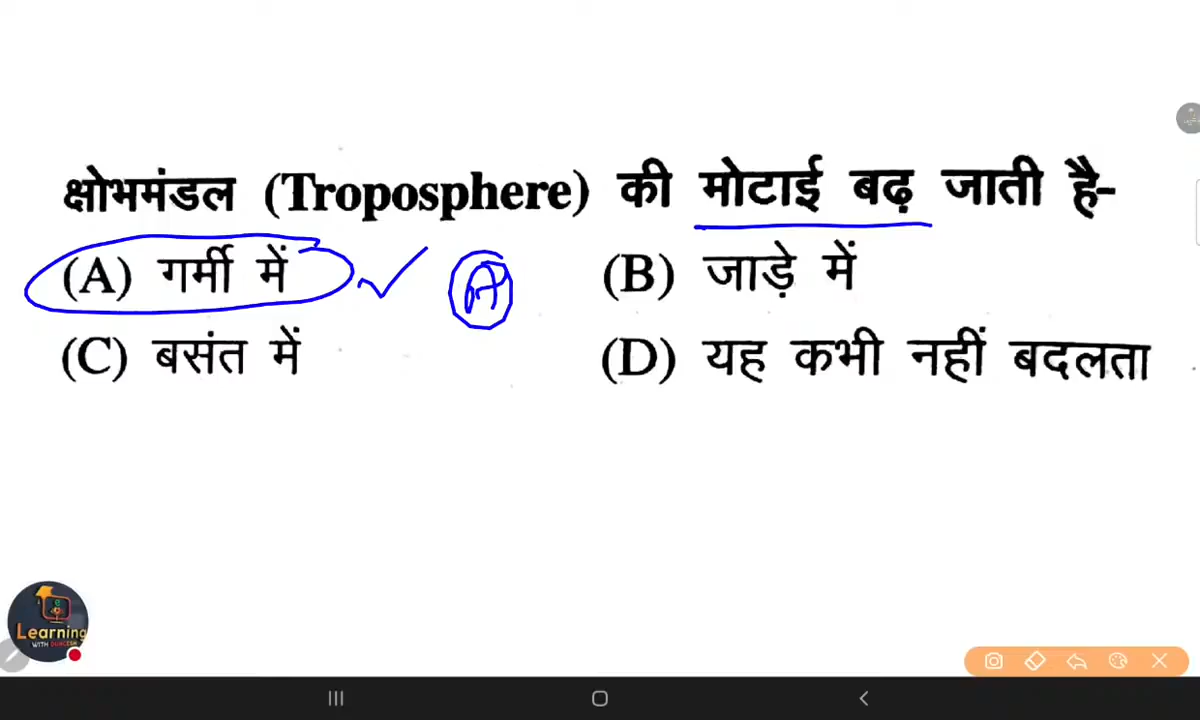 क्षोभमंडल (Troposphere) की मोटाई बढ़ जाती है-
(A) गर्मी में A (B) जाड़े में
(C) बसंत में (D) यह कभी नहीं बदलता
Learning